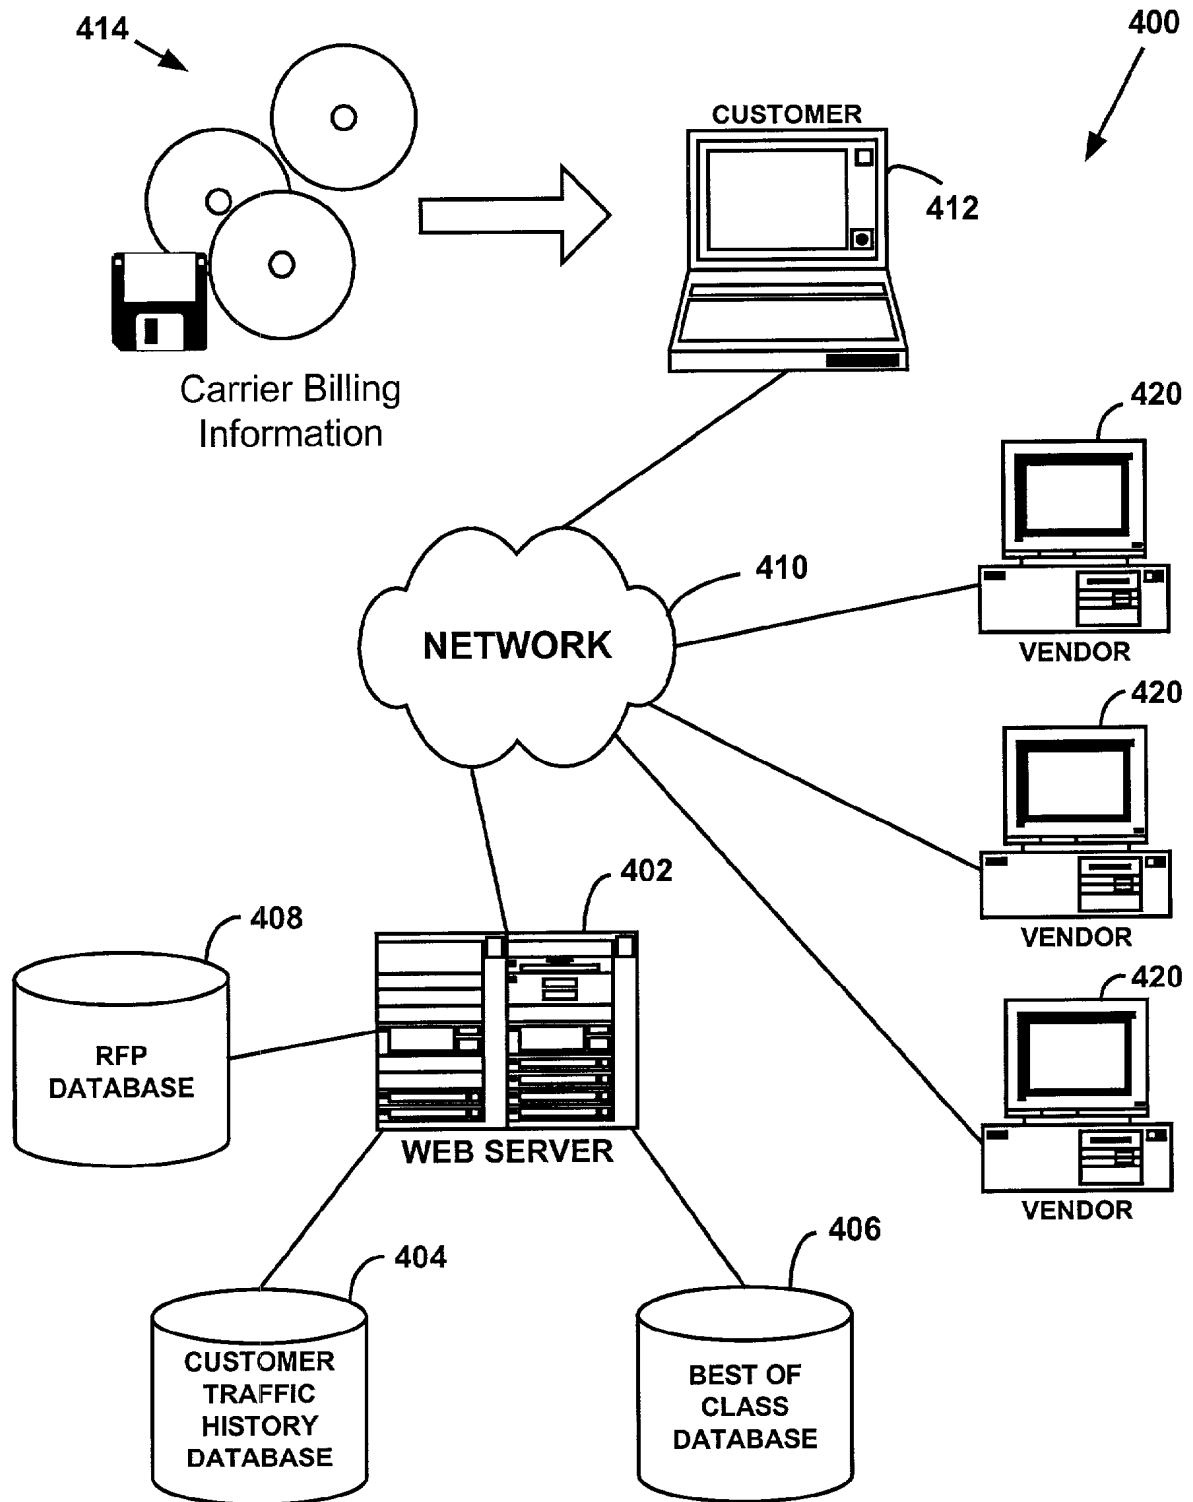 414
400
CUSTOMER
412
Carrier Billing
Information
420
410
NETWORK
VENDOR
420
402
408
VENDOR
420
RFP
DATABASE
WEB SERVER
VENDOR
406
404
CUSTOMER
TRAFFIC
HISTORY
DATABASE
BEST OF
CLASS
DATABASE